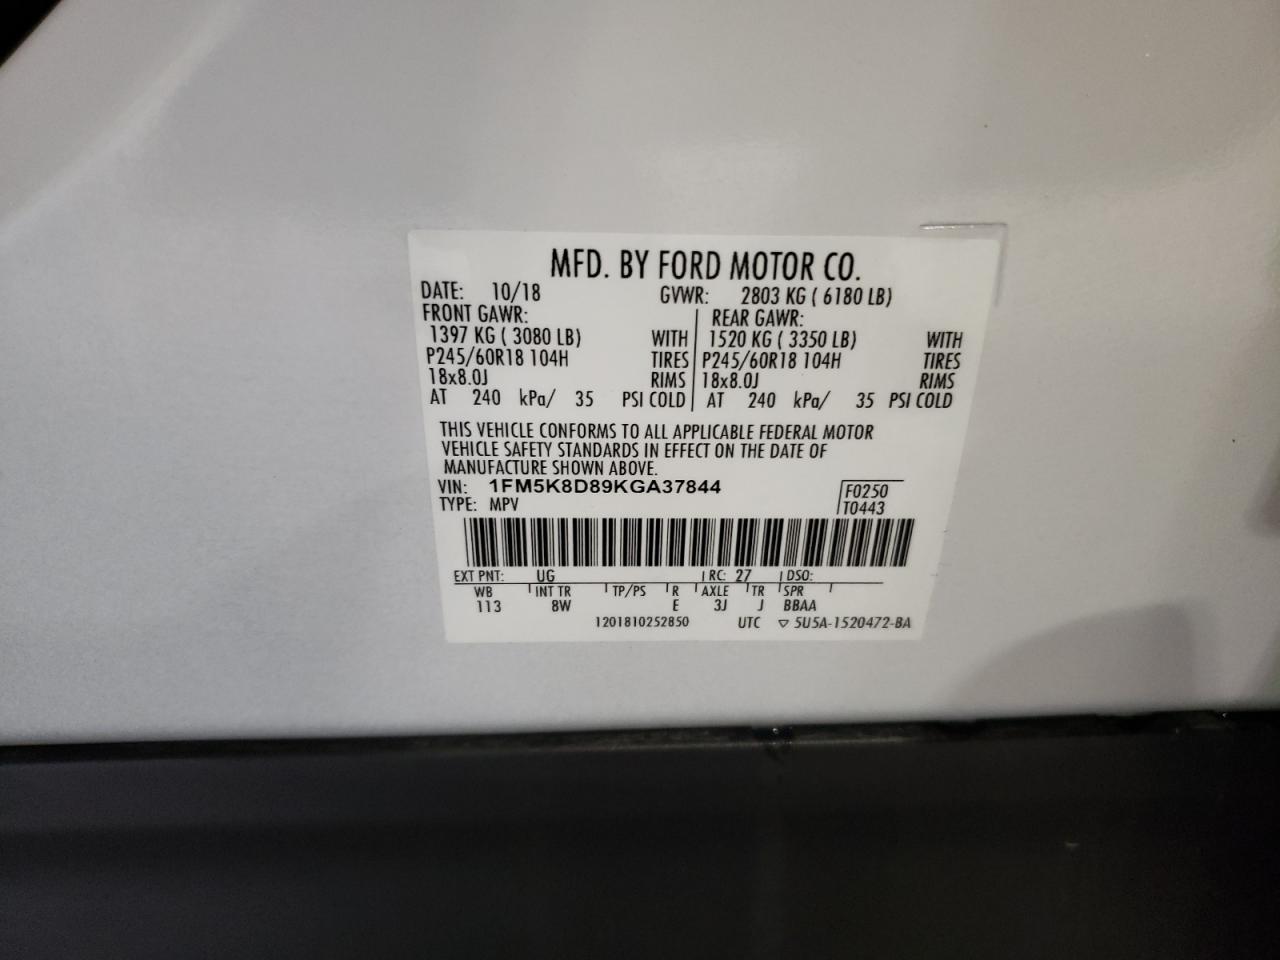 MFD. BY FORD MOTOR CO.
DATE: 10/18 GVWR: 2803 KG ( 6180 LB)
FRONT GAWR: REAR GAWR:
1397 KG ( 3080 LB) WITH 1520 KG ( 3350 LB) WITH
P245/60R18 104H TIRES P245/60R18 104H TIRES
18x8.0J RIMS 18x8.0J RIMS
AT 240 kPa/ 35 PSI COLD AT 240 kPa/ 35 PSI COLD
THIS VEHICLE CONFORMS TO ALL APPLICABLE FEDERAL MOTOR
VEHICLE SAFETY STANDARDS IN EFFECT ON THE DATE OF
MANUFACTURE SHOWN ABOVE.
VIN: 1FM5K8D89KGA37844 F0250
TYPE: MPV T0443
EXT PNT: UG RC: 27 DSO:
WB INT TR TP/PS R AXLE TR SPR
113 8W E 3J J BBAA
1201810252850 UTC ▽ 5U5A-1520472-BA